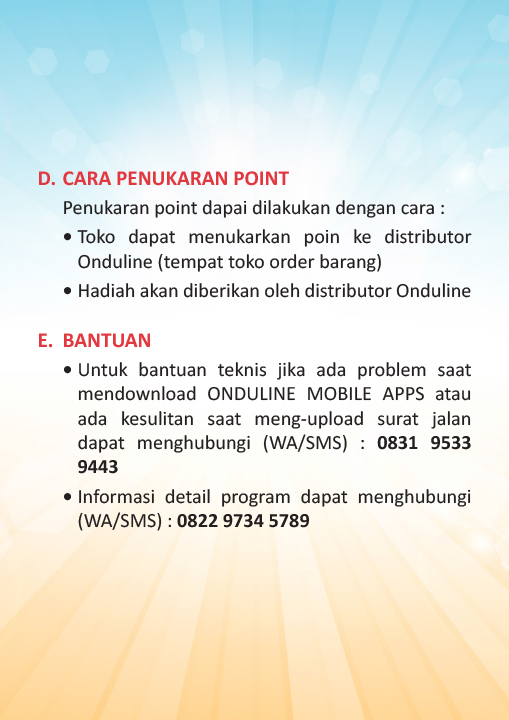 D. CARA PENUKARAN POINT
Penukaran point dapai dilakukan dengan cara :
• Toko dapat menukarkan poin ke distributor
Onduline (tempat toko order barang)
• Hadiah akan diberikan oleh distributor Onduline
E. BANTUAN
• Untuk bantuan teknis jika ada problem saat
mendownload ONDULINE MOBILE APPS atau
ada kesulitan saat meng-upload surat jalan
dapat menghubungi (WA/SMS) : 0831 9533
9443
• Informasi detail program dapat menghubungi
(WA/SMS) : 0822 9734 5789